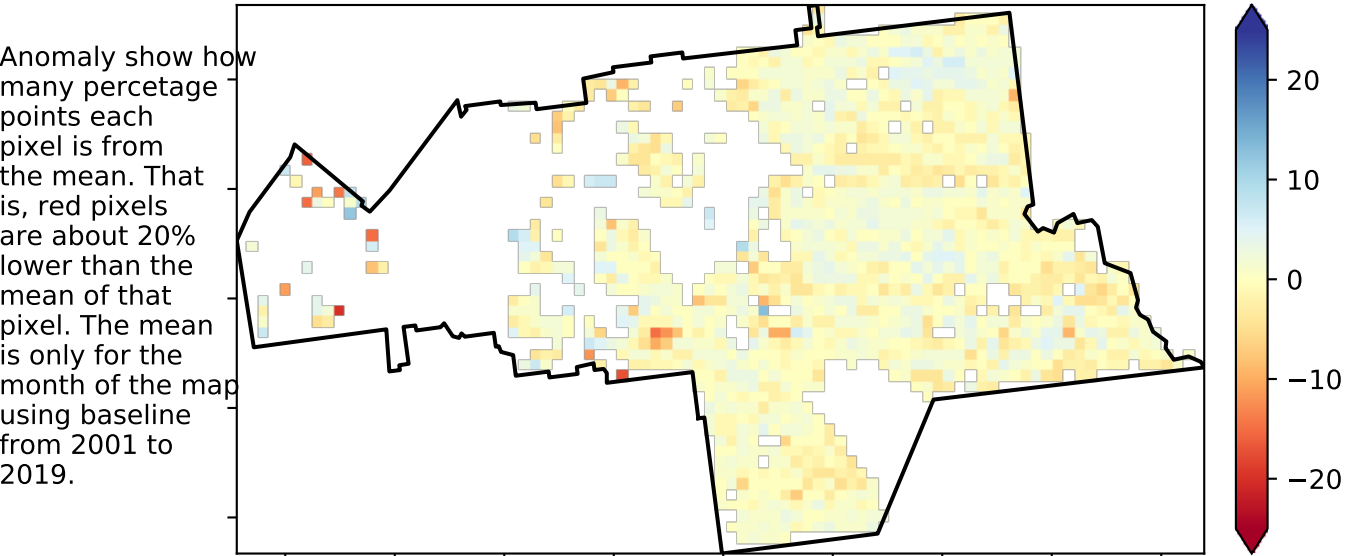 Anomaly show how
many percetage
points each
pixel is from
the mean. That
is, red pixels
are about 20%
lower than the
mean of that
pixel. The mean
is only for the
month of the map
using baseline
from 2001 to
2019.
20
10
0
−10
−20